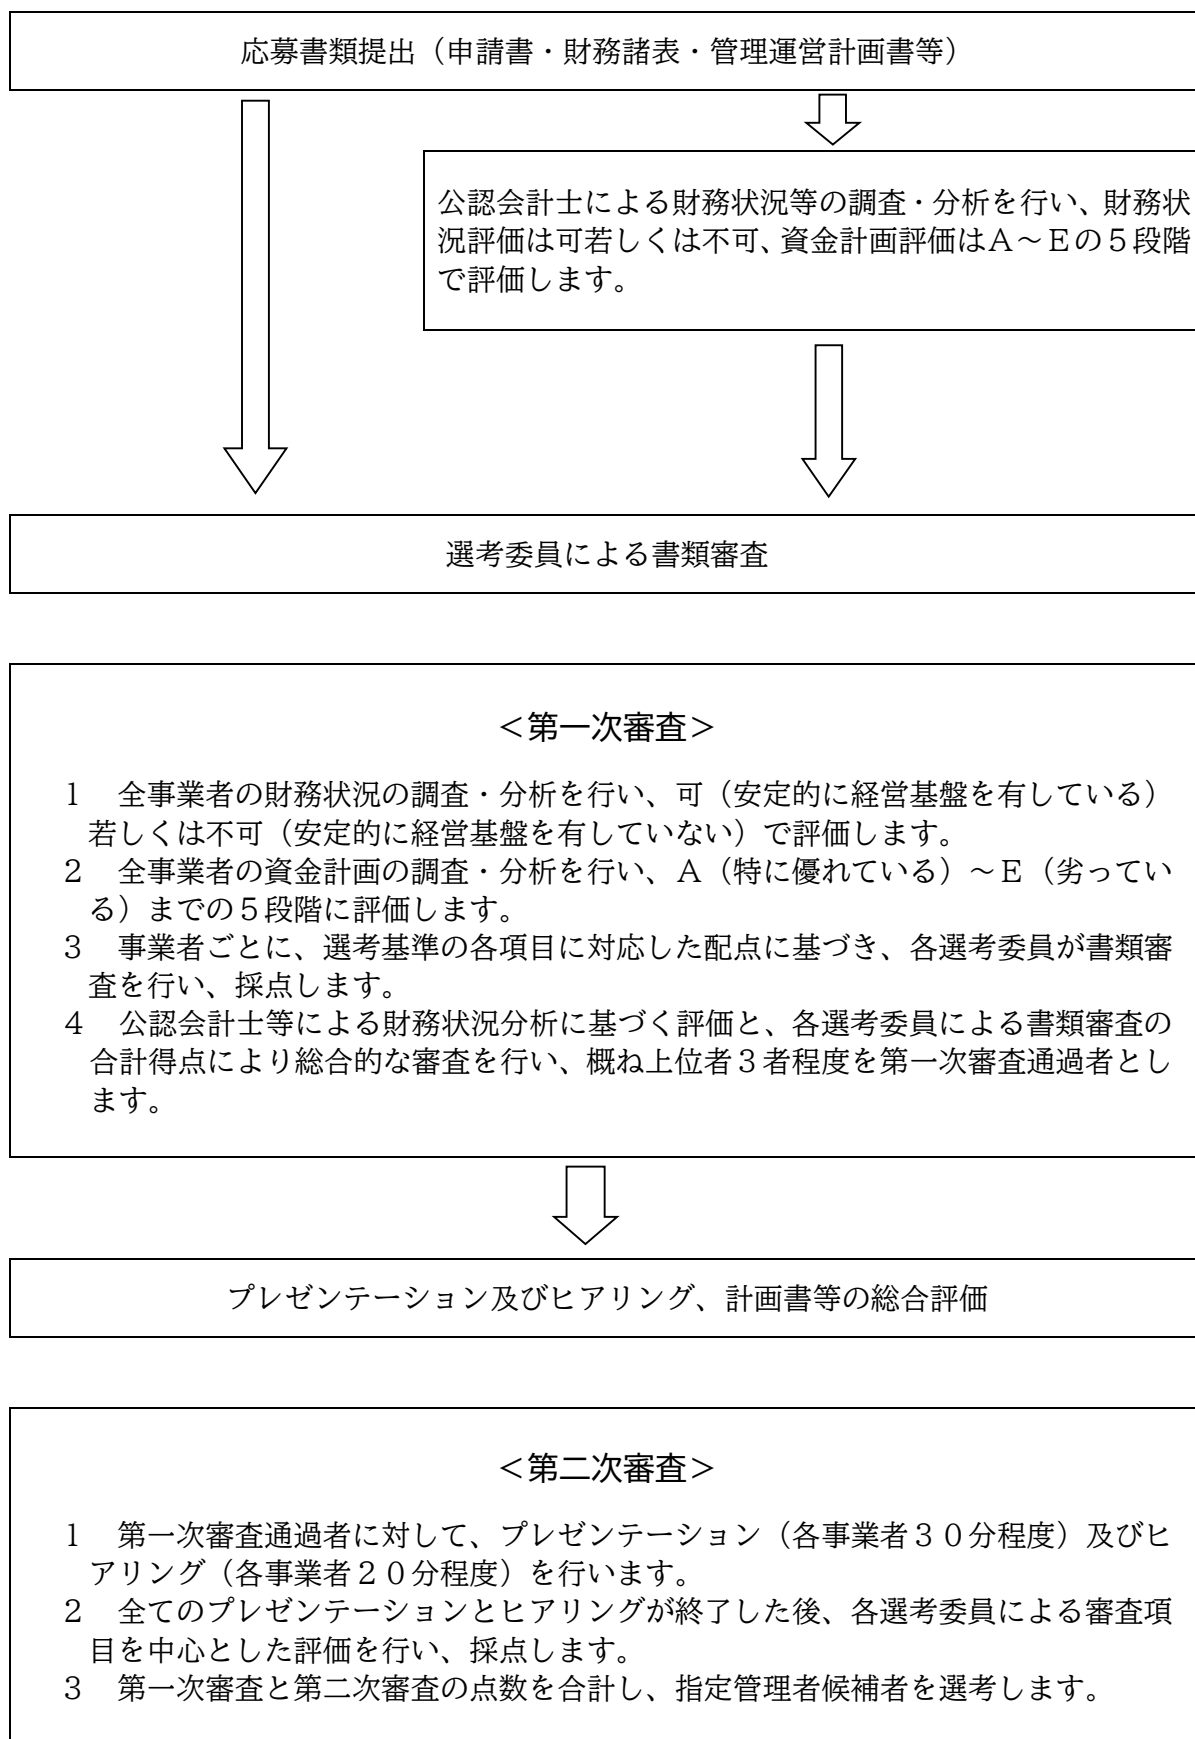 応募書類提出（申請書・財務諸表・管理運営計画書等）
公認会計士による財務状況等の調査・分析を行い、財務状
況評価は可若しくは不可、資金計画評価はＡ～Ｅの５段階
で評価します。
選考委員による書類審査
＜第一次審査＞
１　全事業者の財務状況の調査・分析を行い、可（安定的に経営基盤を有している）
若しくは不可（安定的に経営基盤を有していない）で評価します。
２　全事業者の資金計画の調査・分析を行い、Ａ（特に優れている）～Ｅ（劣ってい
る）までの５段階に評価します。
３　事業者ごとに、選考基準の各項目に対応した配点に基づき、各選考委員が書類審
査を行い、採点します。
４　公認会計士等による財務状況分析に基づく評価と、各選考委員による書類審査の
合計得点により総合的な審査を行い、概ね上位者３者程度を第一次審査通過者とし
ます。
プレゼンテーション及びヒアリング、計画書等の総合評価
＜第二次審査＞
１　第一次審査通過者に対して、プレゼンテーション（各事業者３０分程度）及びヒ
アリング（各事業者２０分程度）を行います。
２　全てのプレゼンテーションとヒアリングが終了した後、各選考委員による審査項
目を中心とした評価を行い、採点します。
３　第一次審査と第二次審査の点数を合計し、指定管理者候補者を選考します。